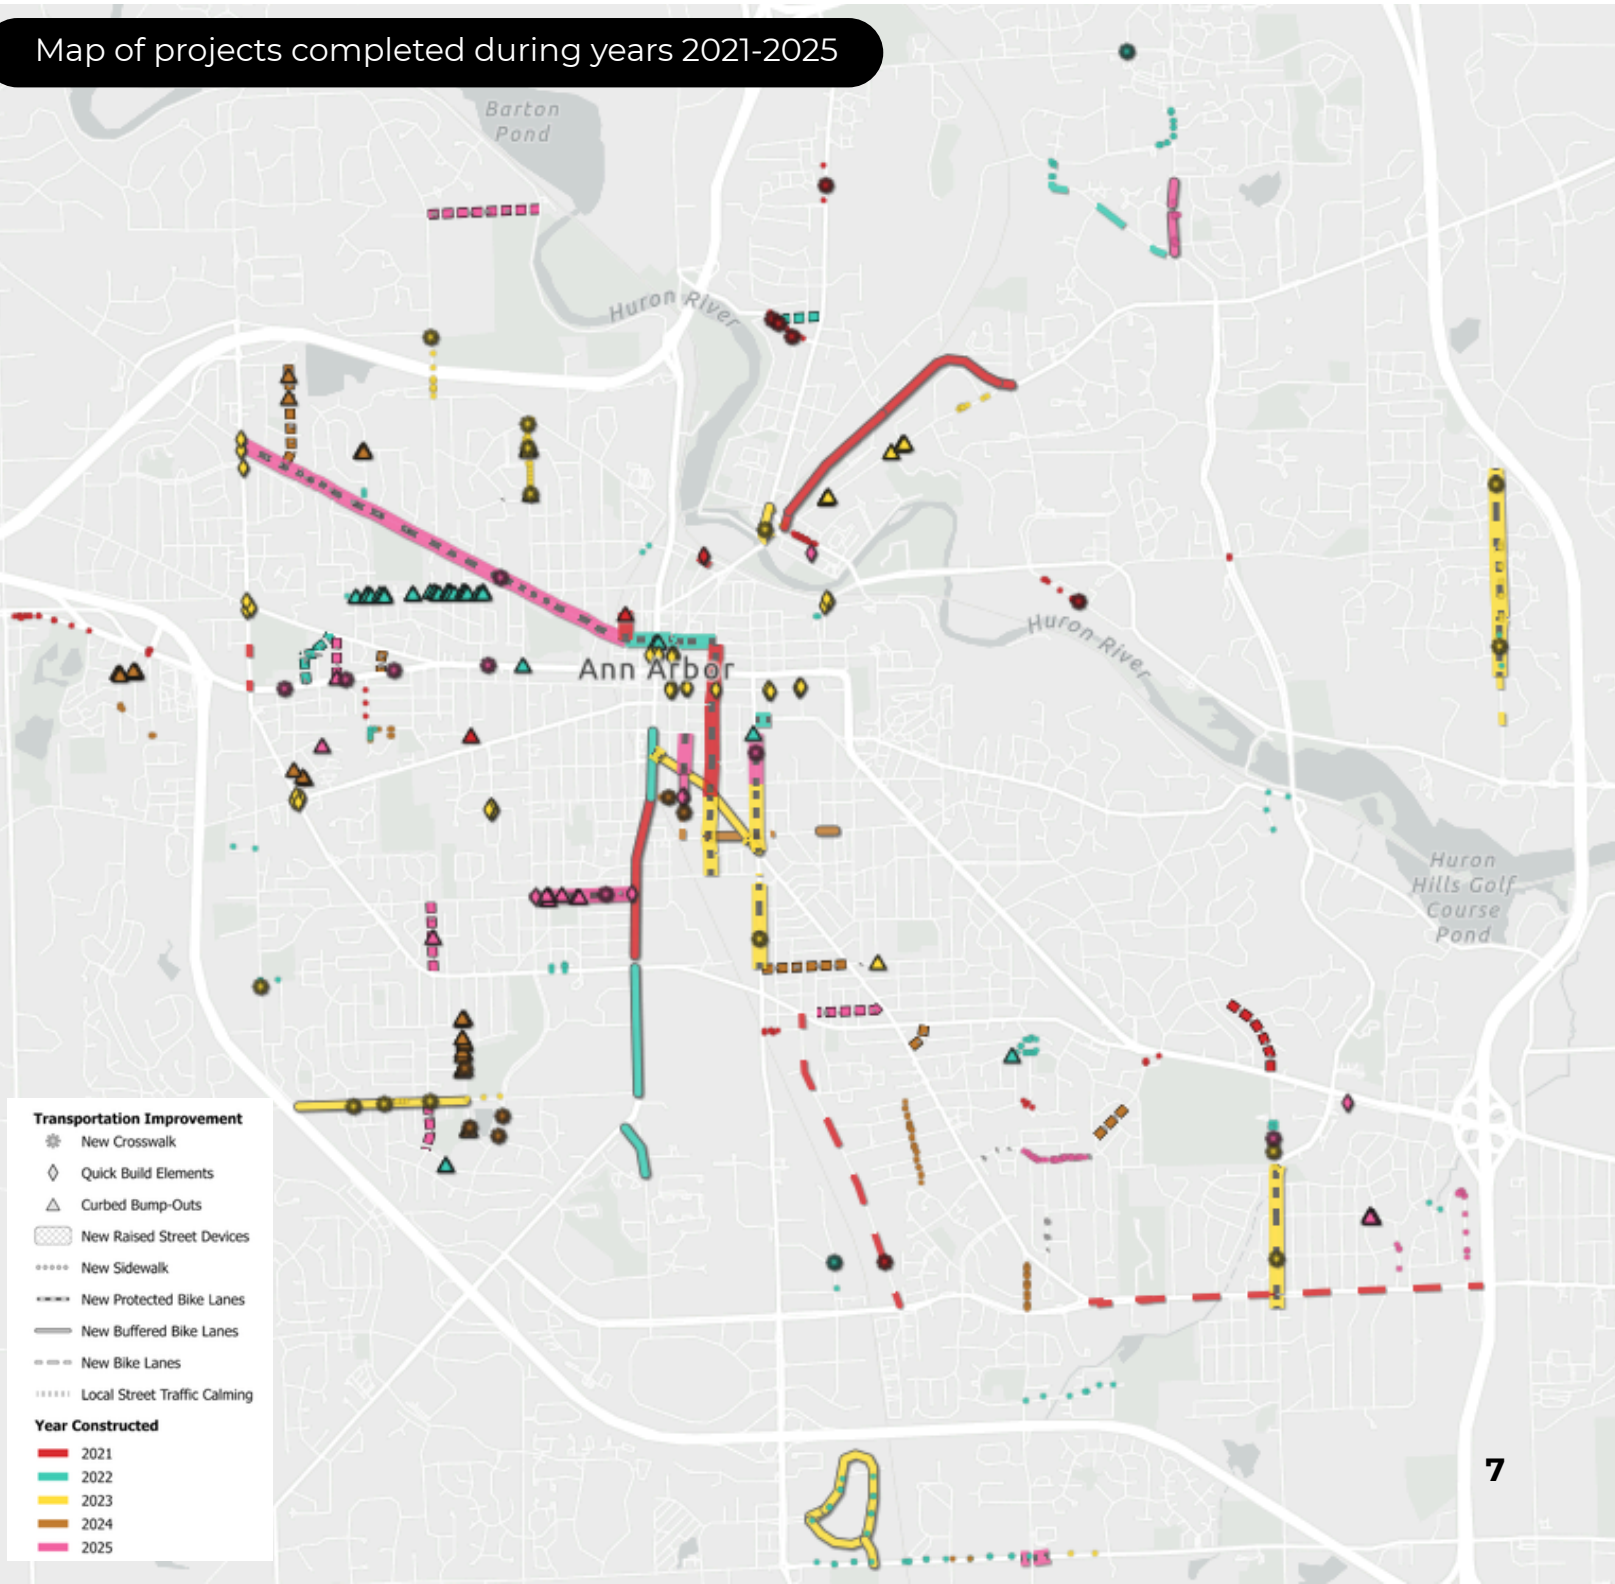 Map of projects completed during years 2021-2025
Barton
Pond
Huron River
Ann Arbor
Huron River
Huron
Hills Golf
Course
Pond
Transportation Improvement
New Crosswalk
Quick Build Elements
Curbed Bump-Outs
New Raised Street Devices
New Sidewalk
New Protected Bike Lanes
New Buffered Bike Lanes
New Bike Lanes
Local Street Traffic Calming
Year Constructed
2021
2022
2023
2024
2025
7